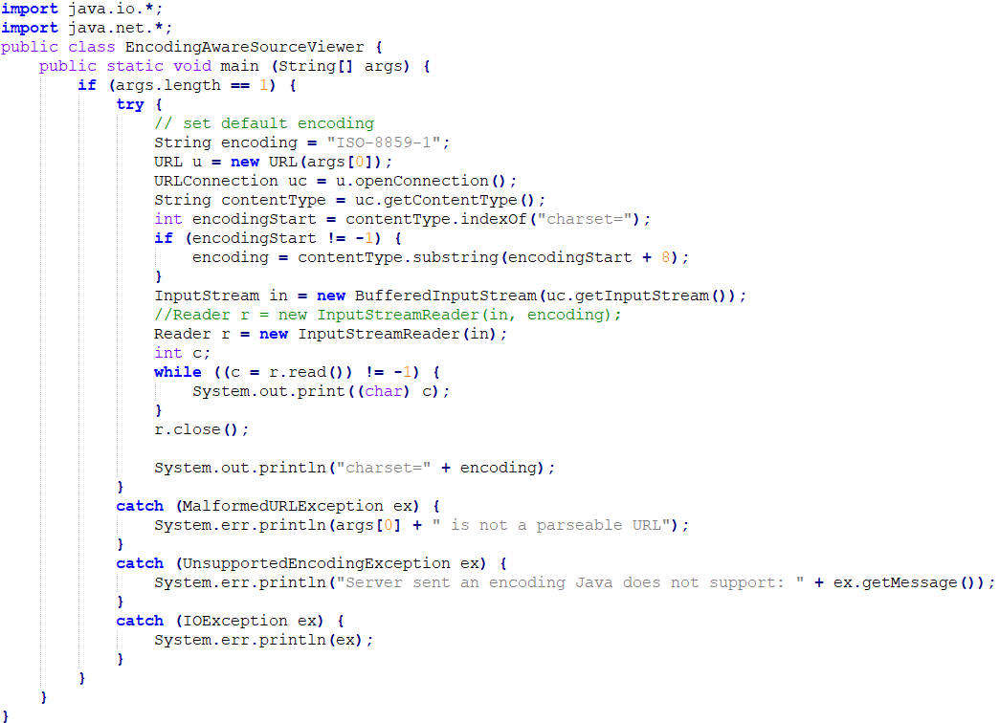 import java.io.*;
import java.net.*;
public class EncodingAwareSourceViewer {
    public static void main (String[] args) {
        if (args.length == 1) {
            try {
                // set default encoding
                String encoding = "ISO-8859-1";
                URL u = new URL(args[0]);
                URLConnection uc = u.openConnection();
                String contentType = uc.getContentType();
                int encodingStart = contentType.indexOf("charset=");
                if (encodingStart != -1) {
                    encoding = contentType.substring(encodingStart + 8);
                }
                InputStream in = new BufferedInputStream(uc.getInputStream());
                //Reader r = new InputStreamReader(in, encoding);
                Reader r = new InputStreamReader(in);
                int c;
                while ((c = r.read()) != -1) {
                    System.out.print((char) c);
                }
                r.close();

                System.out.println("charset=" + encoding);
            }
            catch (MalformedURLException ex) {
                System.err.println(args[0] + " is not a parseable URL");
            }
            catch (UnsupportedEncodingException ex) {
                System.err.println("Server sent an encoding Java does not support: " + ex.getMessage());
            }
            catch (IOException ex) {
                System.err.println(ex);
            }
        }
    }
}